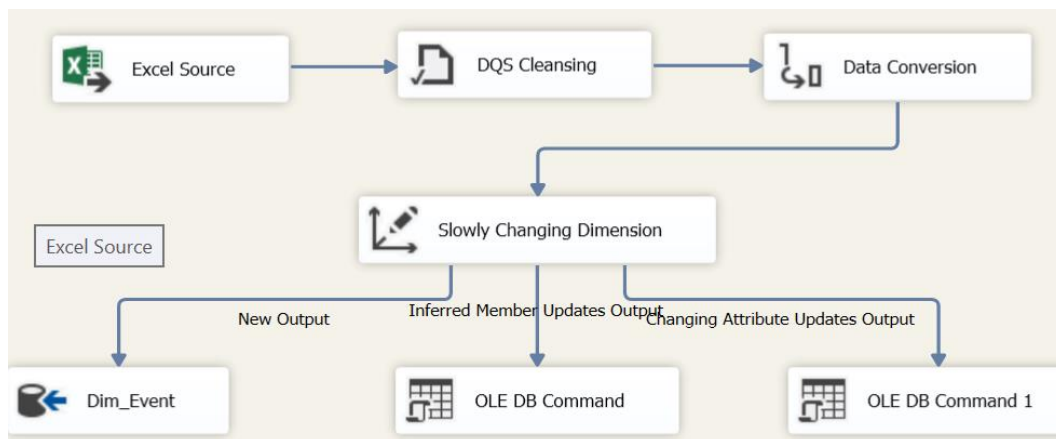 Excel Source
DQS Cleansing
Data Conversion
Slowly Changing Dimension
Excel Source
New Output
Inferred Member Updates Output
Changing Attribute Updates Output
Dim_Event
OLE DB Command
OLE DB Command 1